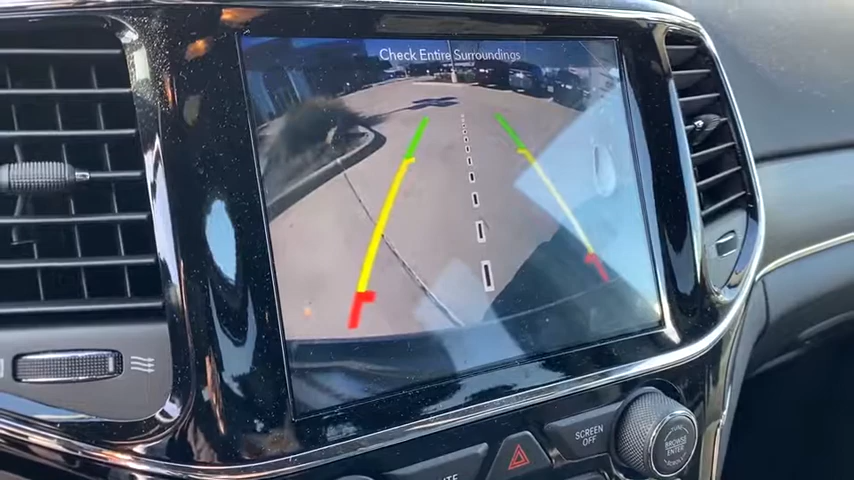 Check Entire Surroundings
SCREEN
OFF
BROWSE
ENTER